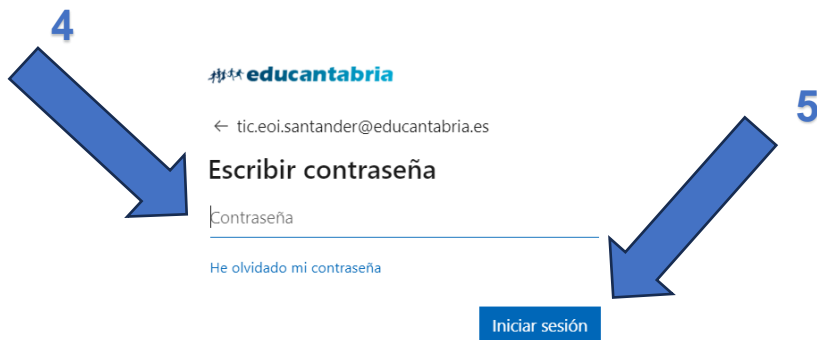 4
educantabria
← tic.eoi.santander@educantabria.es
5
Escribir contraseña
Contraseña
He olvidado mi contraseña
Iniciar sesión